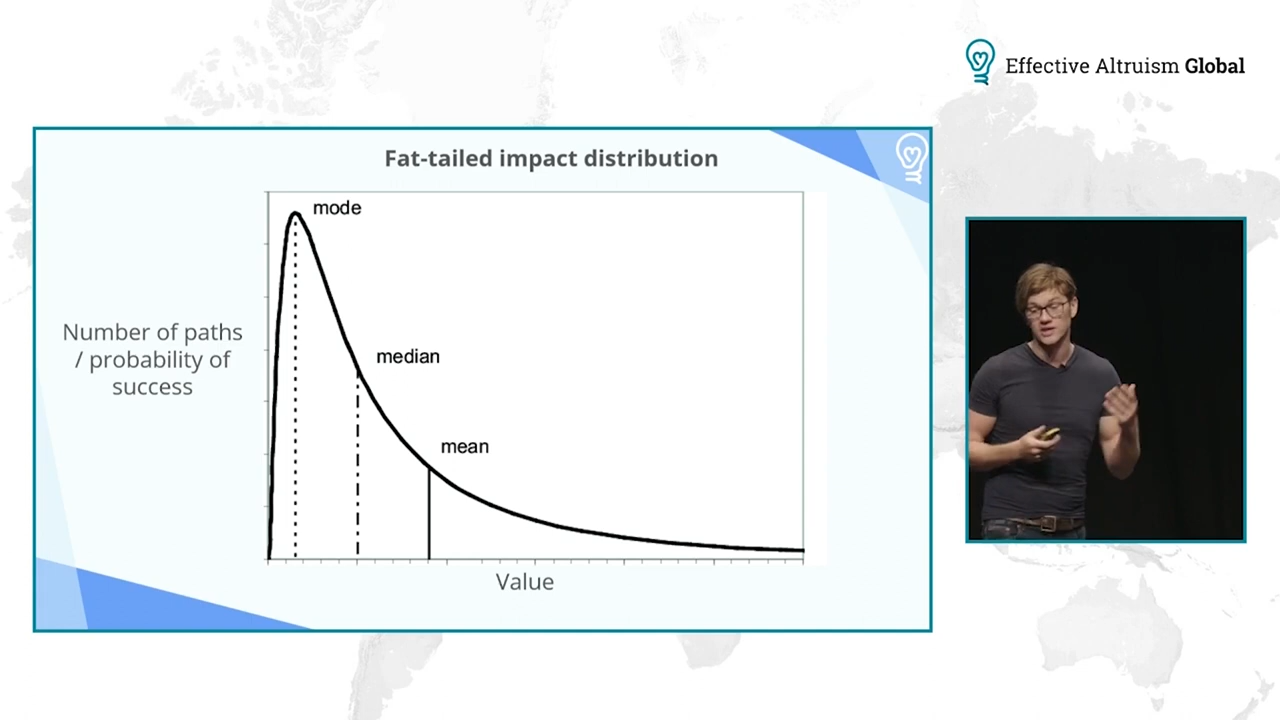 Effective Altruism Global
Fat-tailed impact distribution
mode
median
mean
Number of paths
/ probability of
success
Value